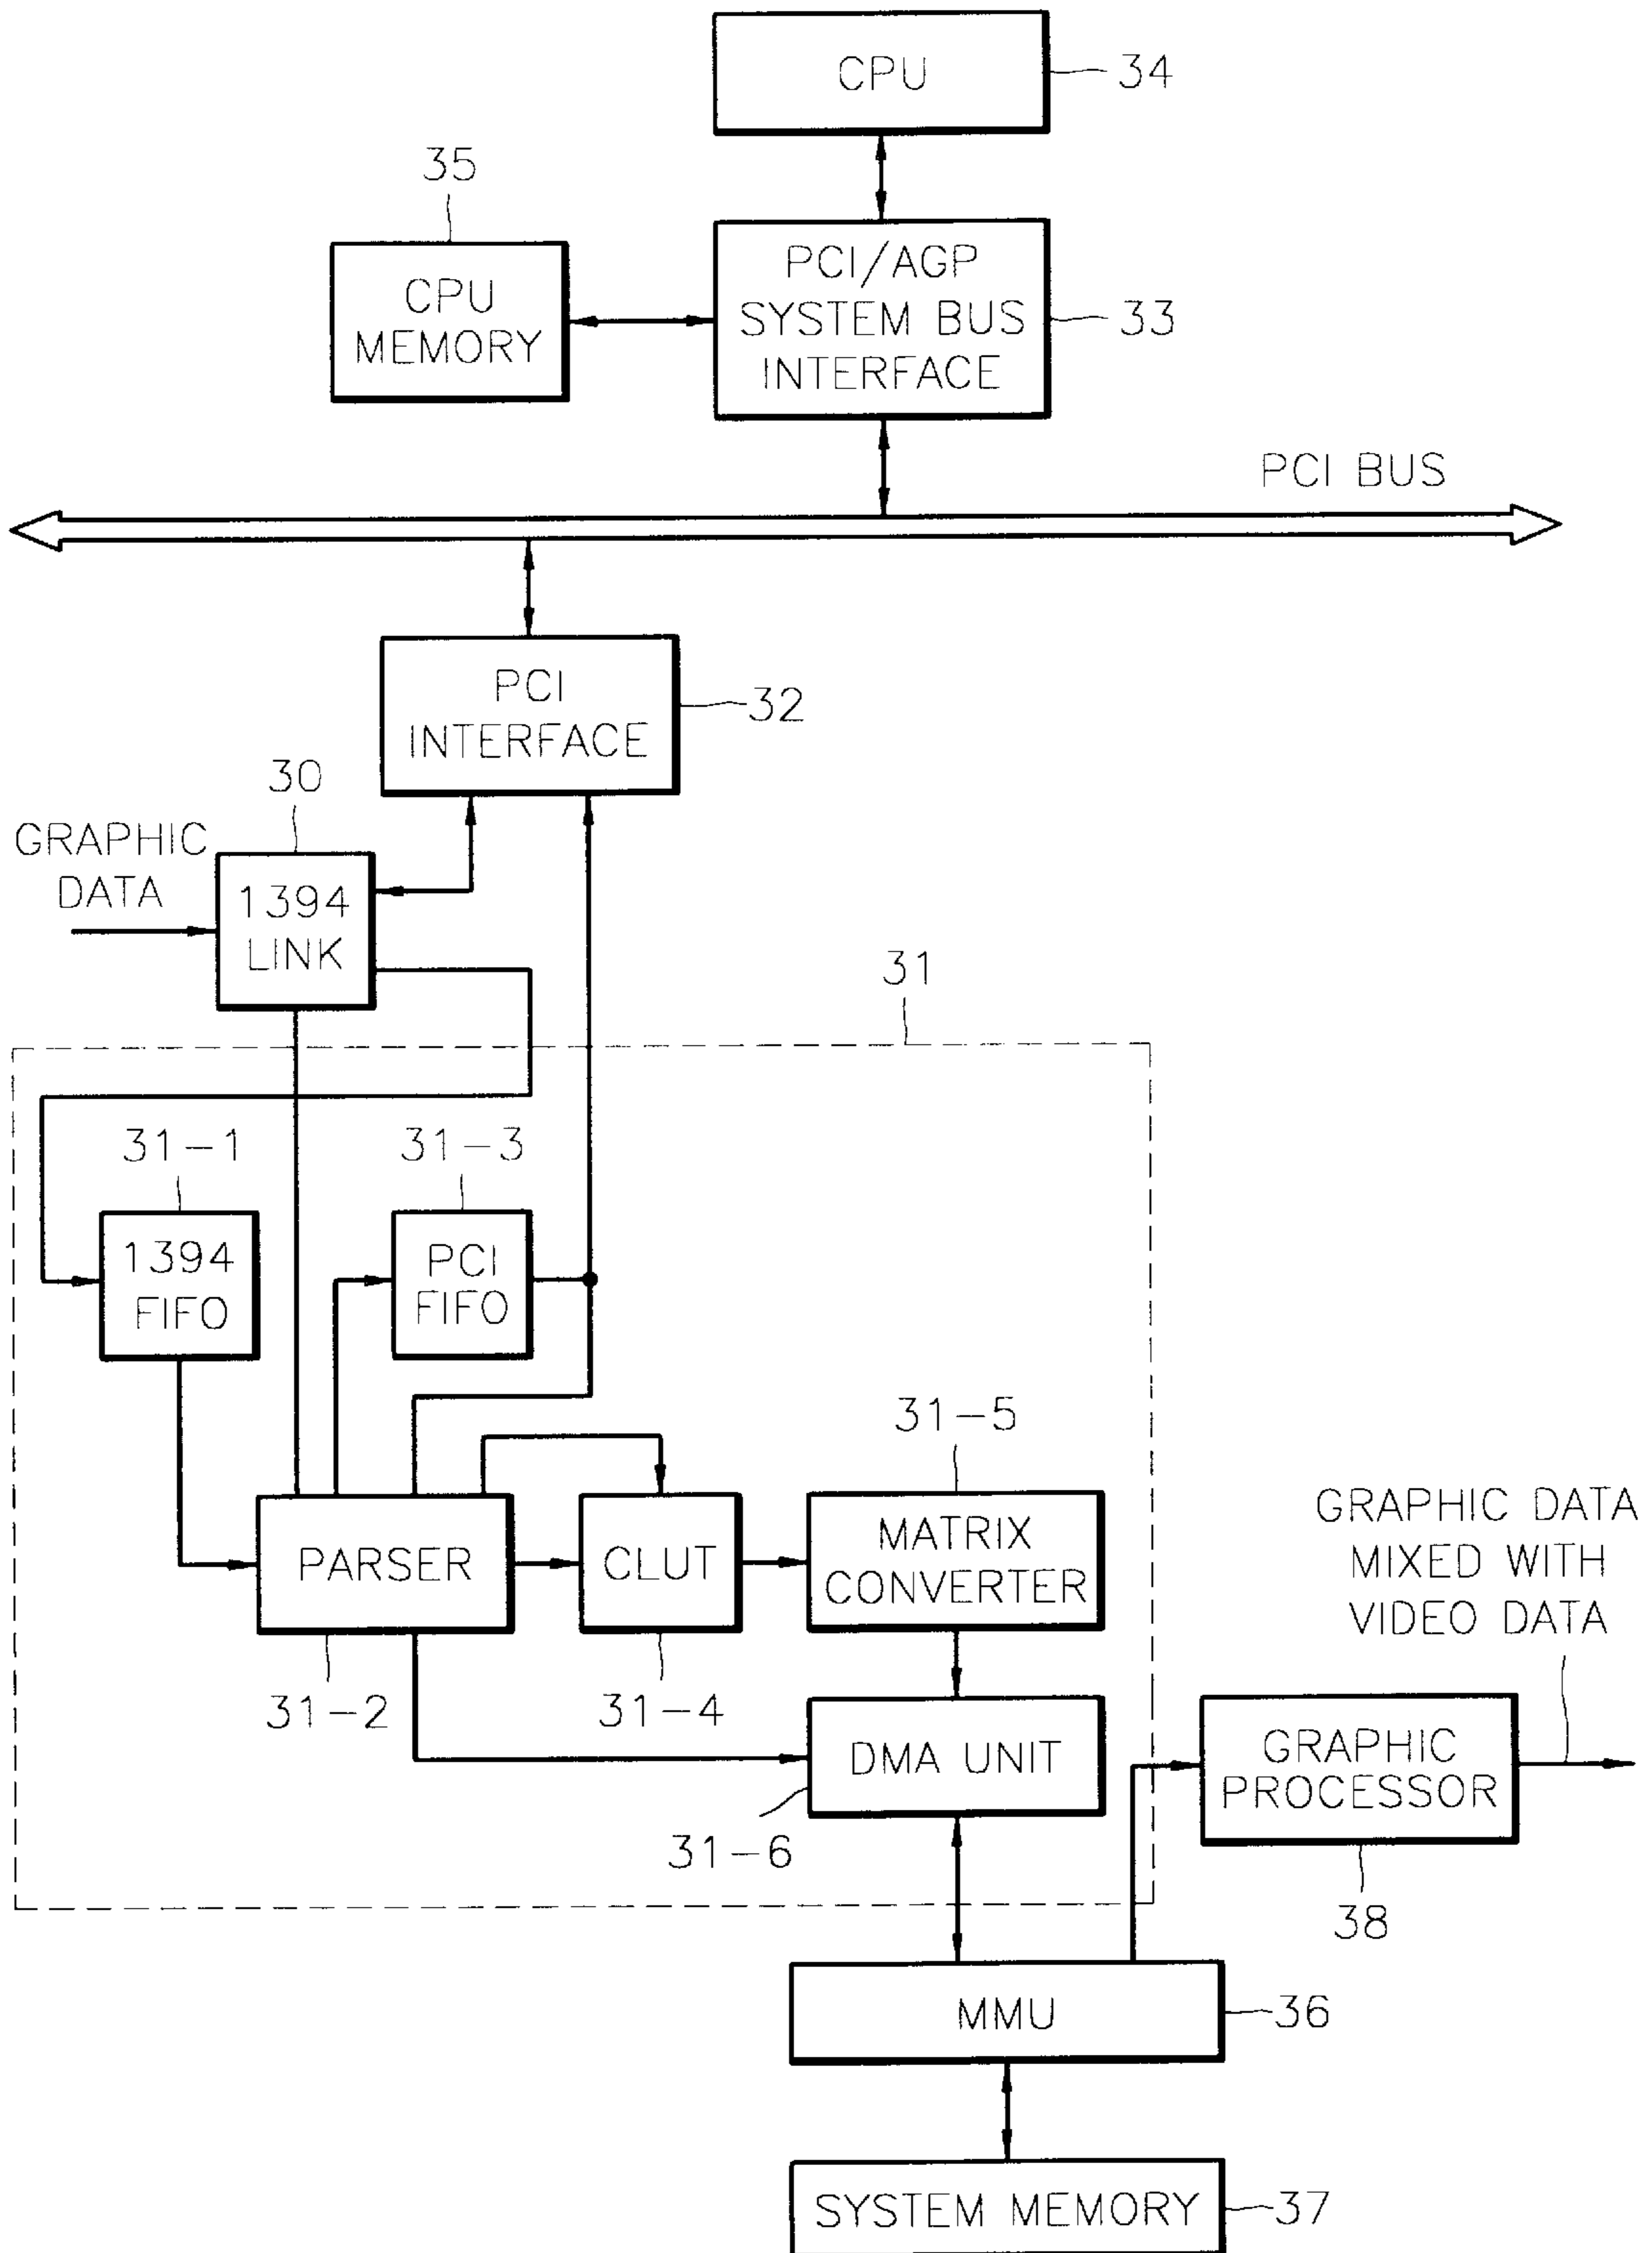 CPU
34
35
CPU
MEMORY
PCI/AGP
SYSTEM BUS
INTERFACE
33
PCI BUS
PCI
INTERFACE
32
30
GRAPHIC
DATA
1394
LINK
31
31-1
31-3
1394
FIFO
PCI
FIFO
31-5
PARSER
CLUT
MATRIX
CONVERTER
GRAPHIC DATA
MIXED WITH
VIDEO DATA
31-2
31-4
DMA UNIT
31-6
GRAPHIC
PROCESSOR
38
MMU
36
SYSTEM MEMORY
37